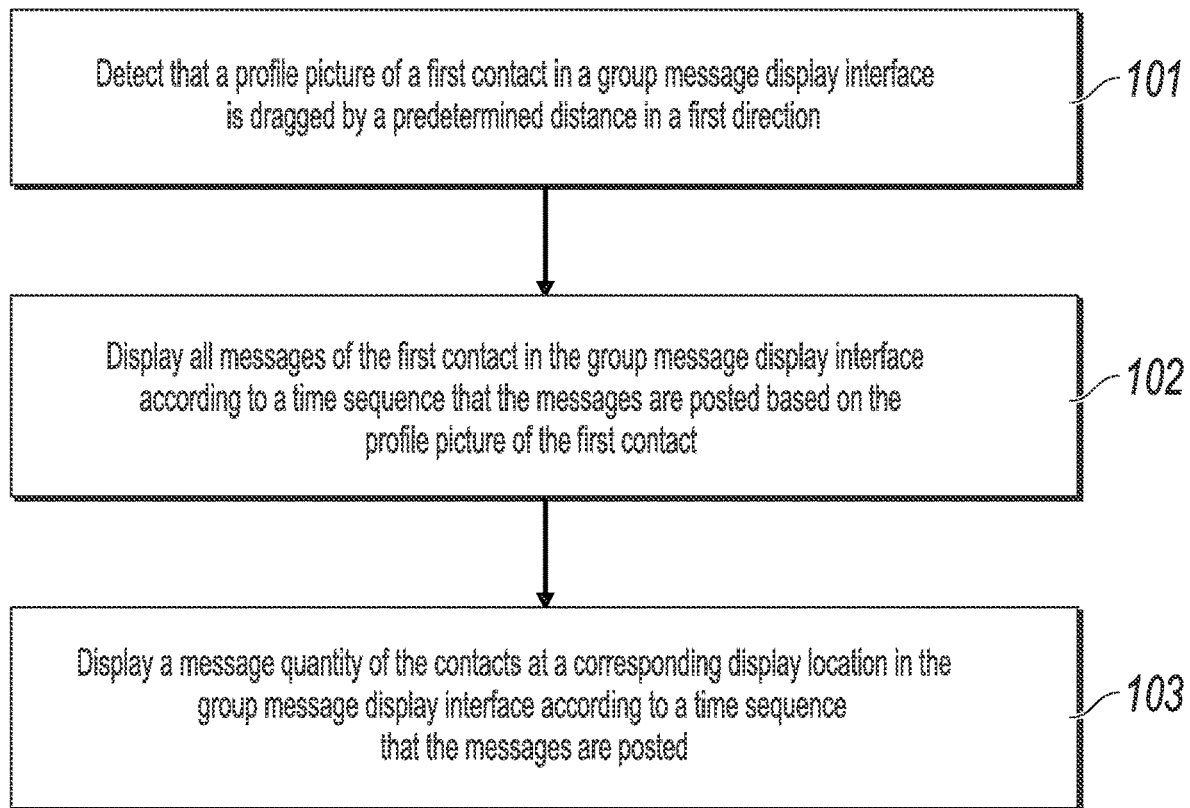 Detect that a profile picture of a first contact in a group message display interface
is dragged by a predetermined distance in a first direction
101
Display all messages of the first contact in the group message display interface
according to a time sequence that the messages are posted based on the
profile picture of the first contact
102
Display a message quantity of the contacts at a corresponding display location in the
group message display interface according to a time sequence
that the messages are posted
103